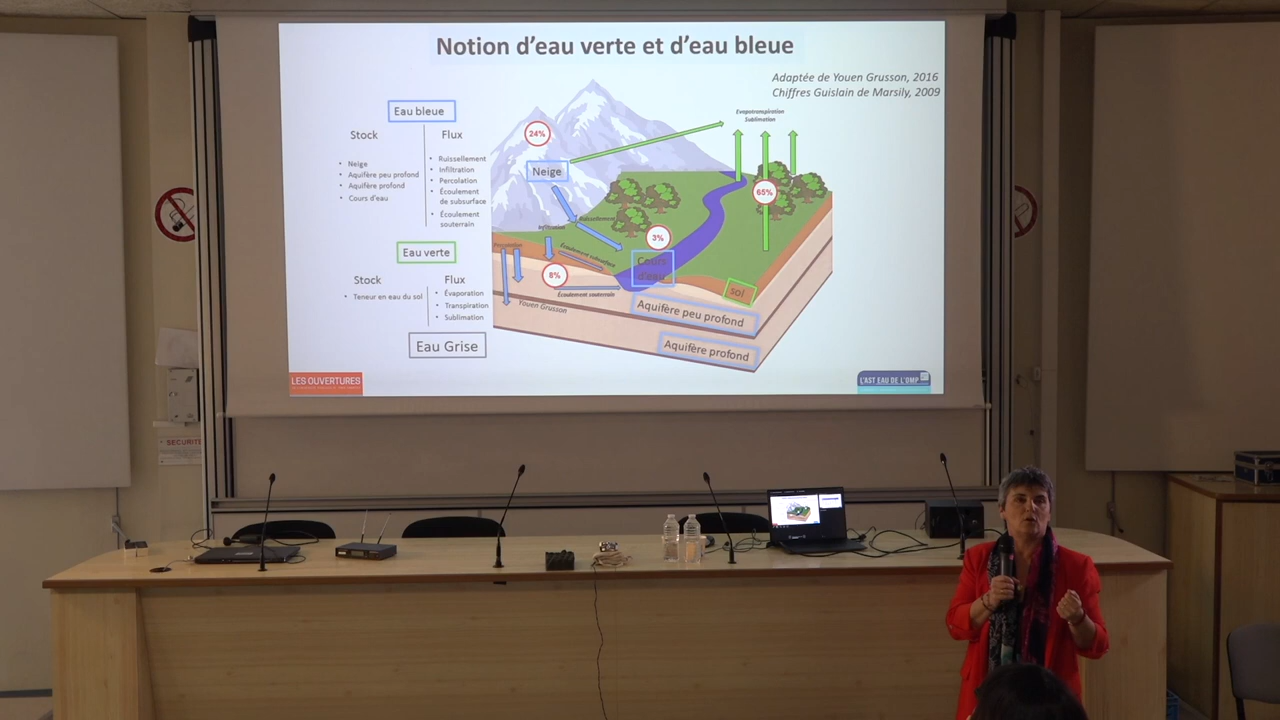 Notion d'eau verte et d'eau bleue
Adaptée de Youen Grusson, 2016
Chiffres Guislain de Marsily, 2009
Eau bleue
Stock
Flux
• Neige
• Aquifère peu profond
• Aquifère profond
• Cours d'eau
• Ruissellement
• Infiltration
• Percolation
• Écoulement
de subsurface
• Écoulement
souterrain
Eau verte
Stock
Flux
• Teneur en eau du sol
• Évaporation
• Transpiration
• Sublimation
Eau Grise
Evapotranspiration
Sublimation
24%
Neige
65%
Ruissellement
Infiltration
3%
Écoulement subsurface
Cours
d'eau
8%
Écoulement souterrain
sol
Youen Grusson
Aquifère peu profond
Aquifère profond
LES OUVERTURES
L'AST EAU DE L'OMP
SECURITE